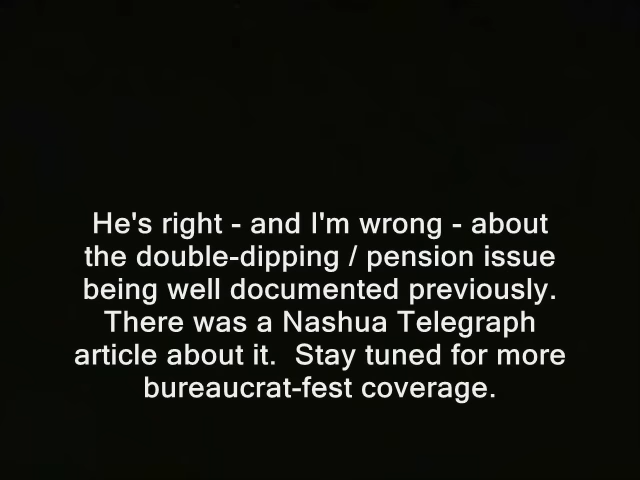 He's right - and I'm wrong - about
the double-dipping / pension issue
being well documented previously.
There was a Nashua Telegraph
article about it.  Stay tuned for more
bureaucrat-fest coverage.